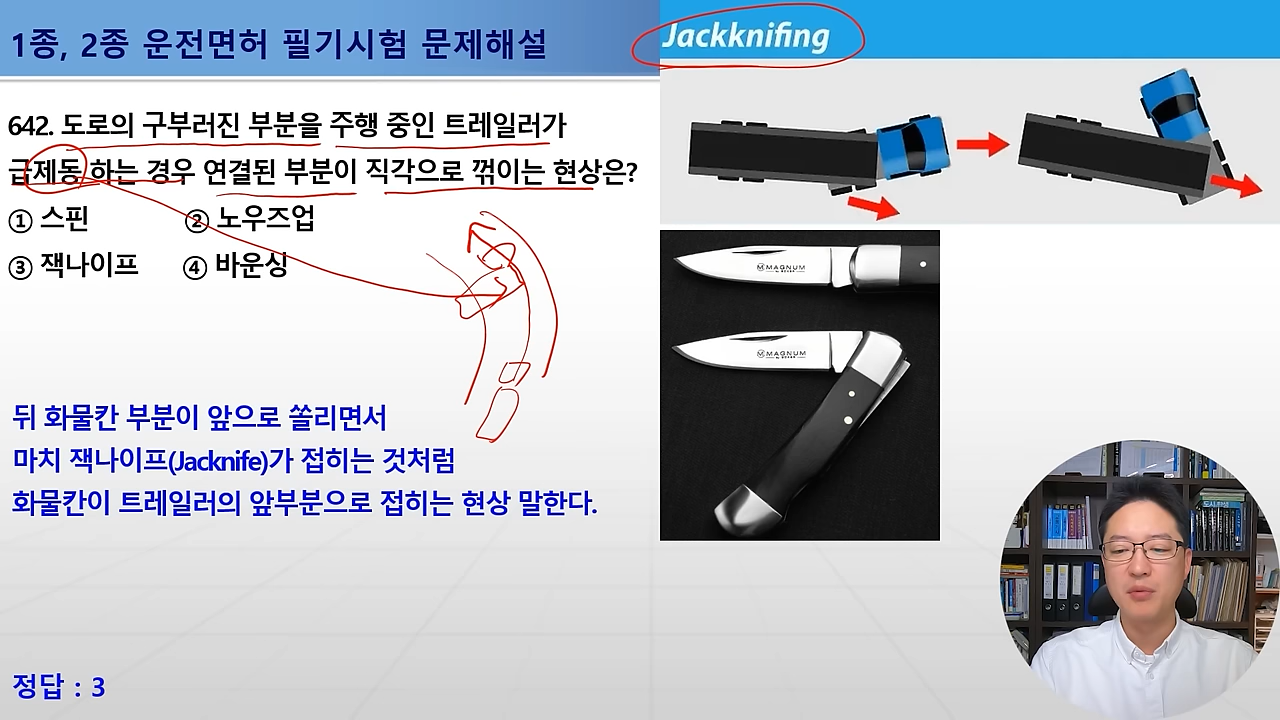 1종, 2종 운전면허 필기시험 문제해설
Jackknifing
642. 도로의 구부러진 부분을 주행 중인 트레일러가
급제동 하는 경우 연결된 부분이 직각으로 꺾이는 현상은?
① 스핀 ② 노우즈업
③ 잭나이프 ④ 바운싱
MAGNUM
MAGNUM
뒤 화물칸 부분이 앞으로 쏠리면서
마치 잭나이프(Jacknife)가 접히는 것처럼
화물칸이 트레일러의 앞부분으로 접히는 현상 말한다.
정답 : 3